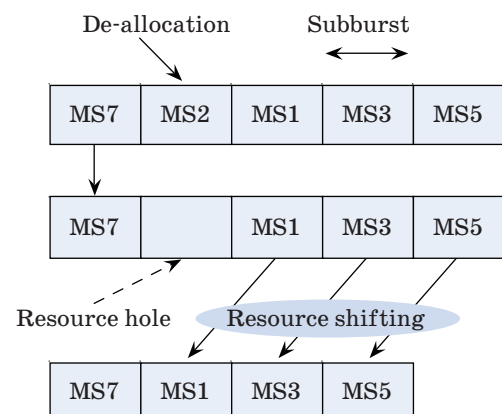 De-allocation Subburst
MS7 MS2 MS1 MS3 MS5
MS7 MS1 MS3 MS5
Resource hole Resource shifting
MS7 MS1 MS3 MS5